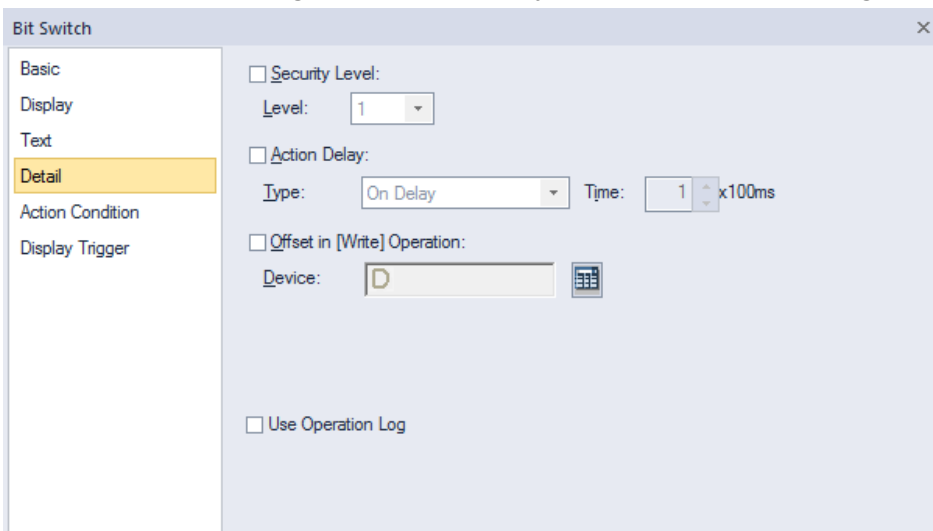 Bit Switch
Basic
Display
Text
Detail
Action Condition
Display Trigger
Security Level:
Level: 1
Action Delay:
Type: On Delay Time: 1 x100ms
Offset in [Write] Operation:
Device: D
Use Operation Log